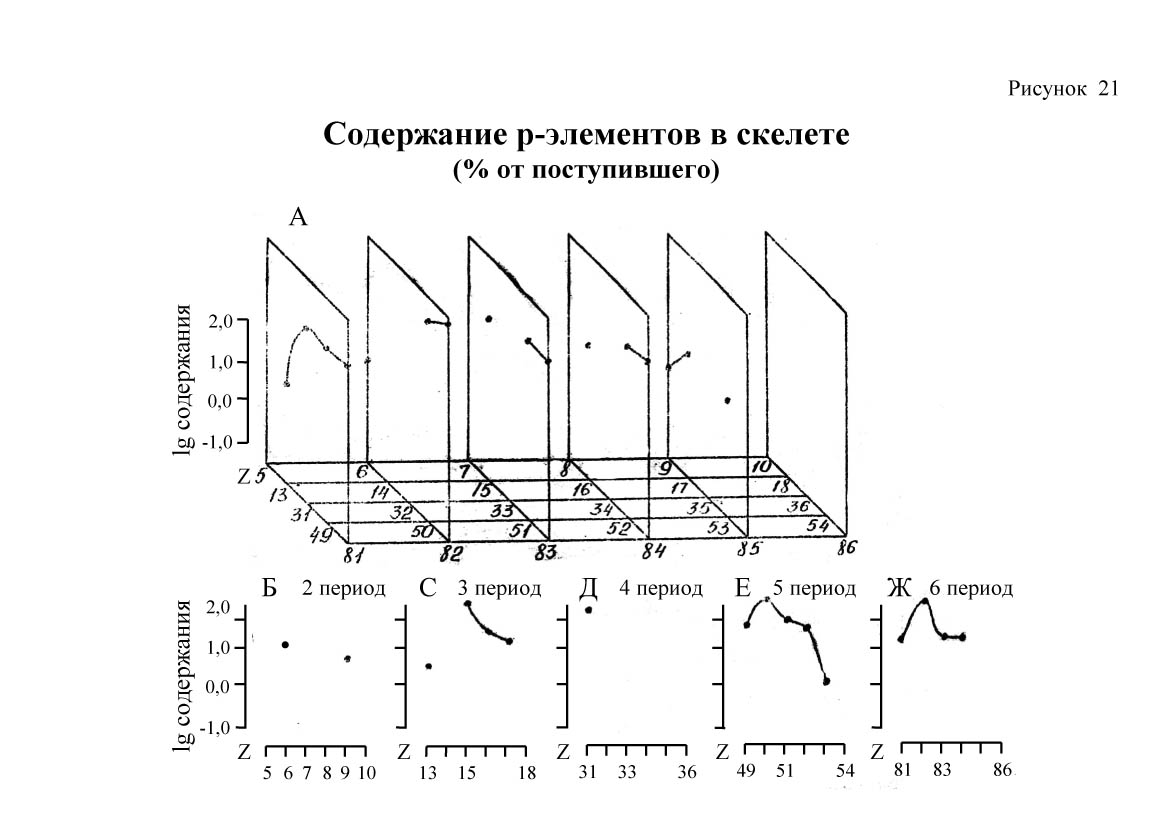 Рисунок 21
Содержание р-элементов в скелете
(% от поступившего)
А
lg содержания
2,0
1,0
0,0
-1,0
Z 5 6 7 8 9 10
13 14 15 16 17 18
31 32 33 34 35 36
49 50 51 52 53 54
81 82 83 84 85 86
Б 2 период С 3 период Д 4 период Е 5 период Ж 6 период
lg содержания
2,0
1,0
0,0
-1,0
Z Z Z Z Z
5 6 7 8 9 10 13 15 18 31 33 36 49 51 54 81 83 86